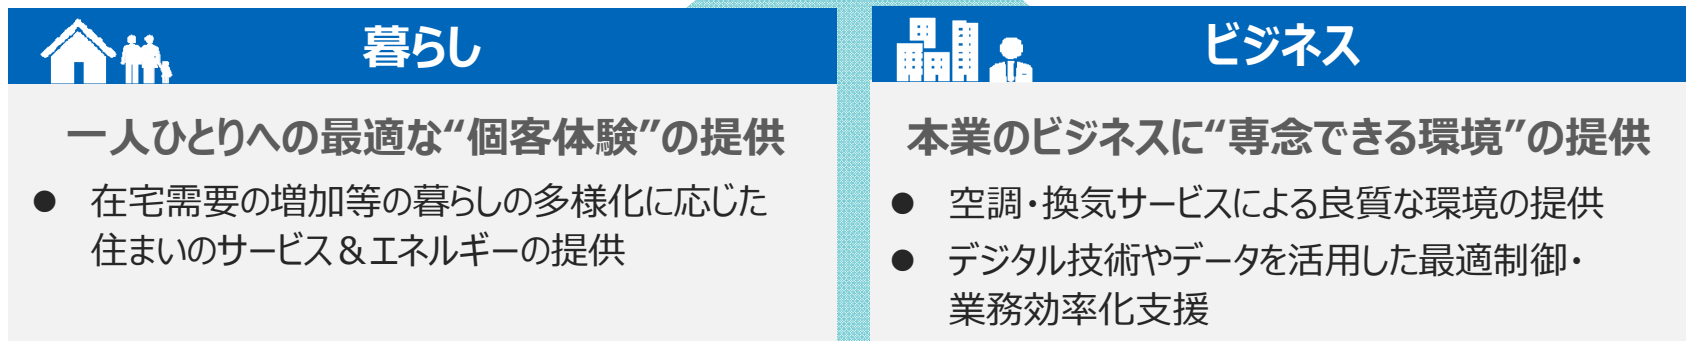 暮らし
一人ひとりへの最適な“個客体験”の提供
● 在宅需要の増加等の暮らしの多様化に応じた
住まいのサービス＆エネルギーの提供
ビジネス
本業のビジネスに“専念できる環境”の提供
● 空調・換気サービスによる良質な環境の提供
● デジタル技術やデータを活用した最適制御・
業務効率化支援